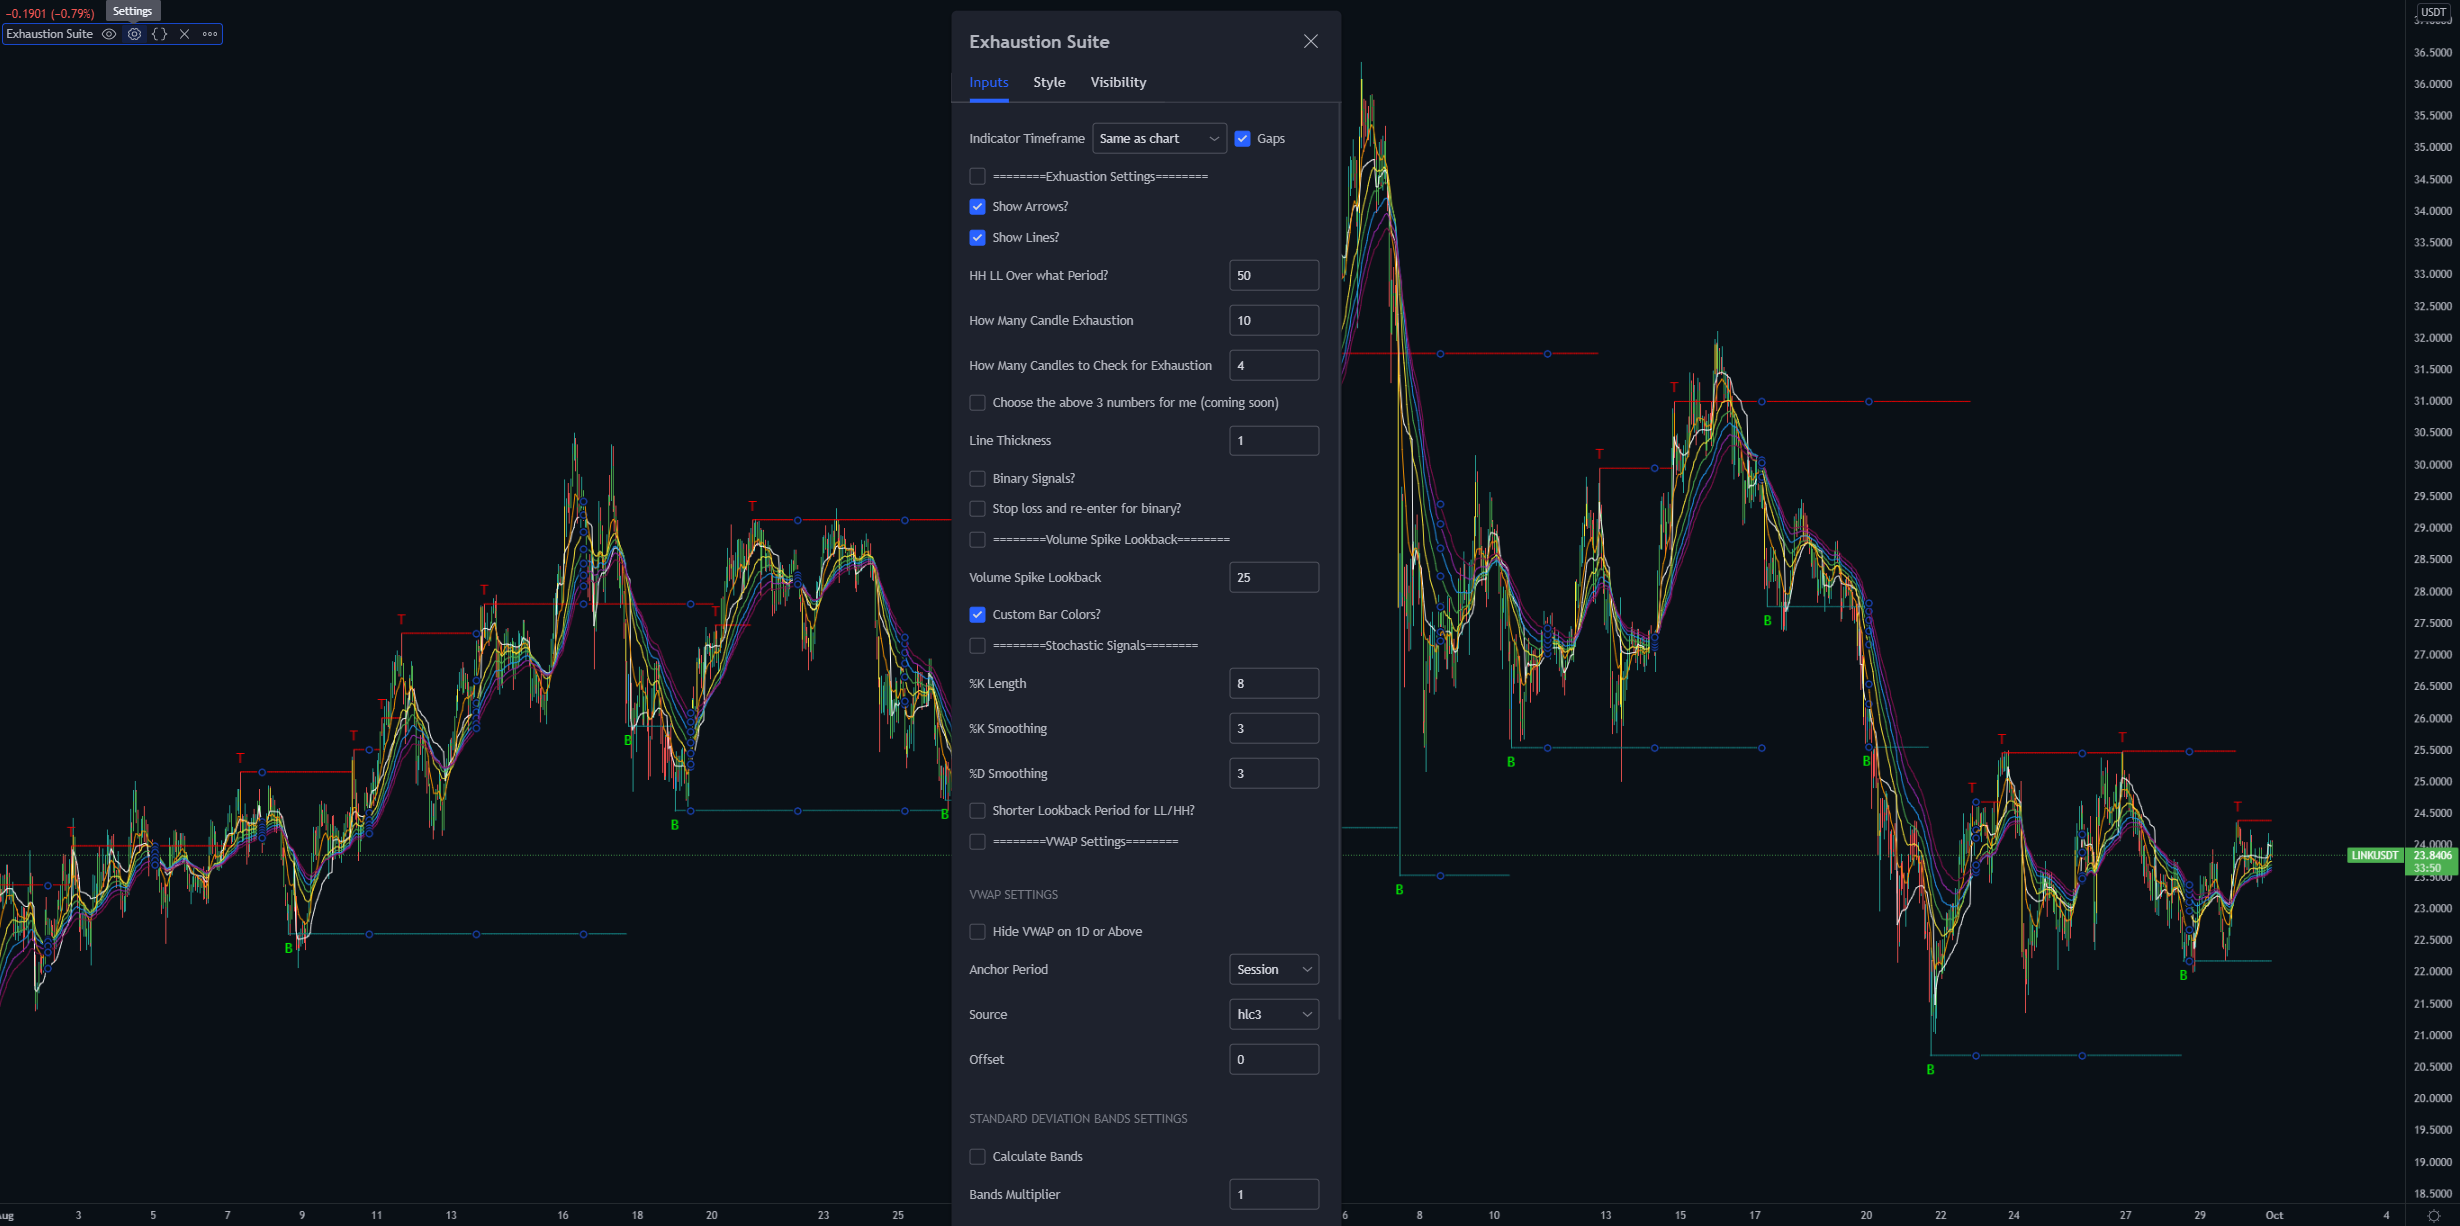 −0.1901 (−0.79%)
Settings
Exhaustion Suite
Exhaustion Suite
Inputs Style Visibility
Indicator Timeframe Same as chart Gaps
========Exhuastion Settings========
Show Arrows?
Show Lines?
HH LL Over what Period? 50
How Many Candle Exhaustion 10
How Many Candles to Check for Exhaustion 4
Choose the above 3 numbers for me (coming soon)
Line Thickness 1
Binary Signals?
Stop loss and re-enter for binary?
========Volume Spike Lookback========
Volume Spike Lookback 25
Custom Bar Colors?
========Stochastic Signals========
%K Length 8
%K Smoothing 3
%D Smoothing 3
Shorter Lookback Period for LL/HH?
========VWAP Settings========
VWAP SETTINGS
Hide VWAP on 1D or Above
Anchor Period Session
Source hlc3
Offset 0
STANDARD DEVIATION BANDS SETTINGS
Calculate Bands
Bands Multiplier 1
T
T
T
T
T
T
T
T
B
B
B
B
T
T
T
T
T
T
B
B
B
B
B
B
USDT
36.5000
36.0000
35.5000
35.0000
34.5000
34.0000
33.5000
33.0000
32.5000
32.0000
31.5000
31.0000
30.5000
30.0000
29.5000
29.0000
28.5000
28.0000
27.5000
27.0000
26.5000
26.0000
25.5000
25.0000
24.5000
24.0000
LINKUSDT 23.8406
33:50
23.5000
23.0000
22.5000
22.0000
21.5000
21.0000
20.5000
20.0000
19.5000
19.0000
18.5000
ug 3 5 7 9 11 13 16 18 20 23 25 6 8 10 13 15 17 20 22 24 27 29 Oct 4